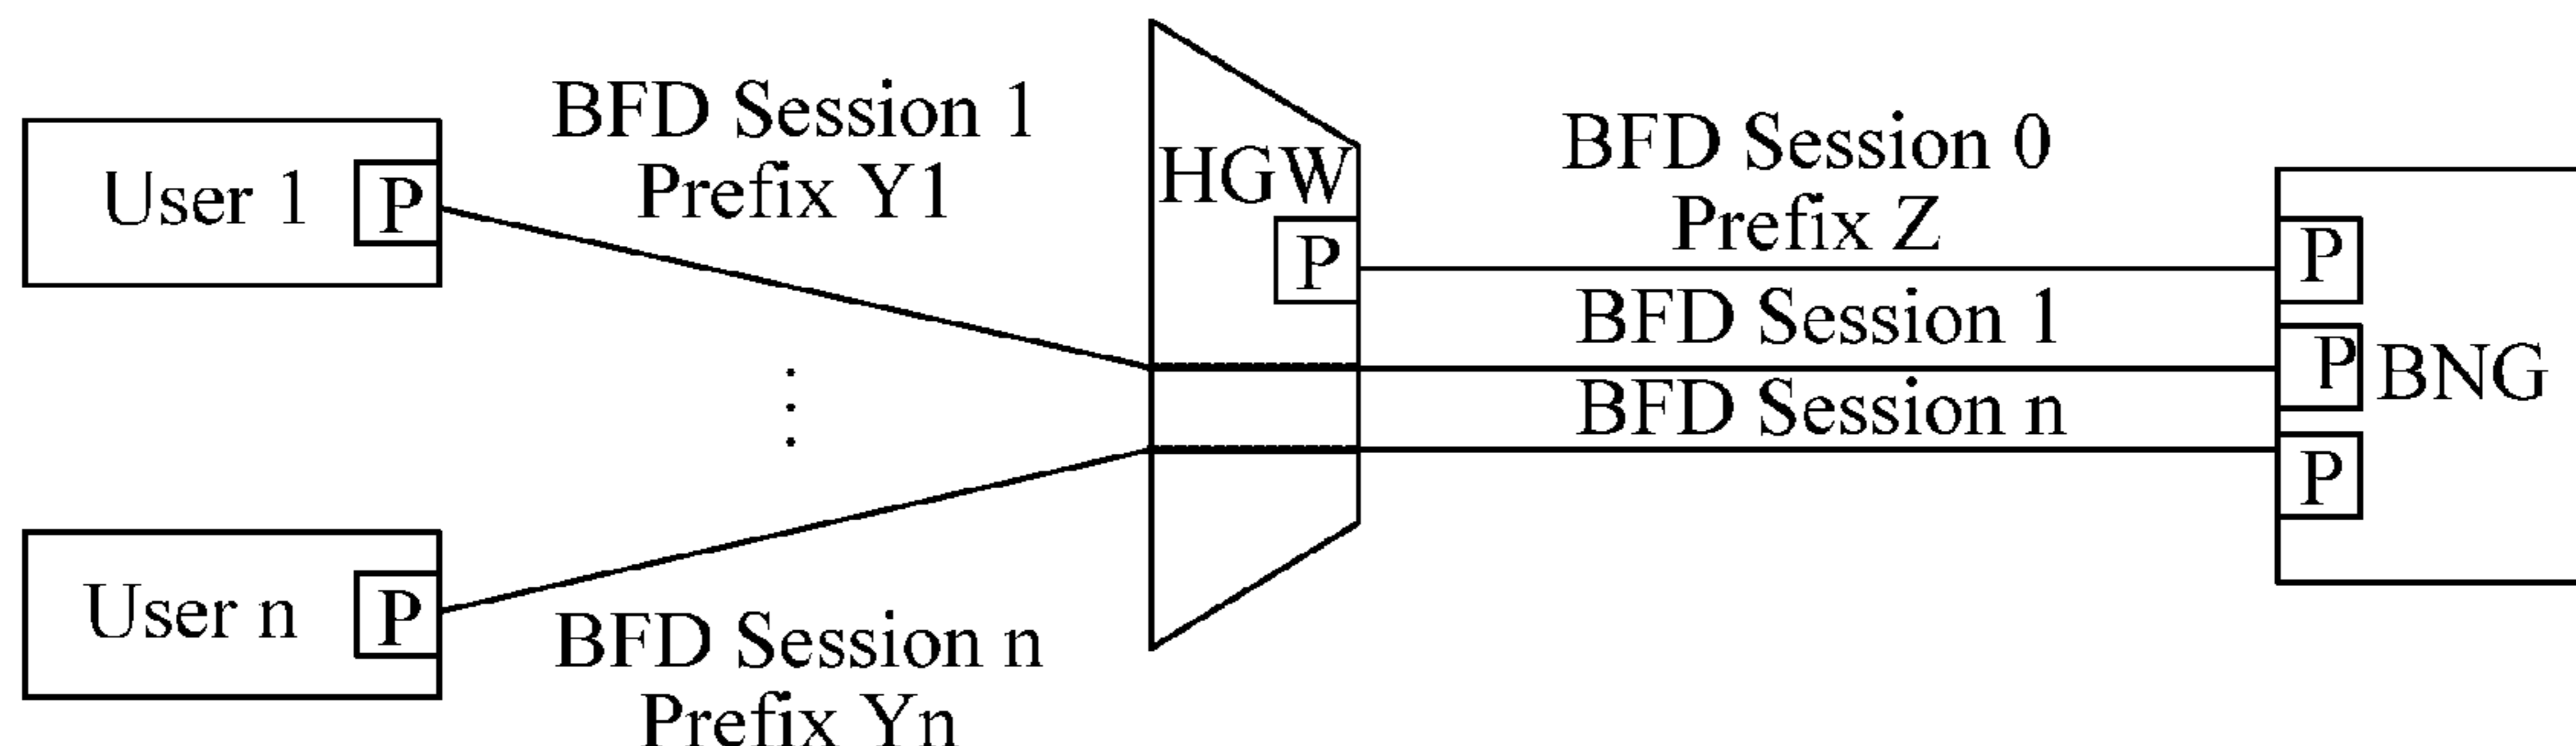 BFD Session 1
Prefix Y1
User 1
P
HGW
P
BFD Session 0
Prefix Z
BFD Session 1
BFD Session n
P
P
P
BNG
User n
P
BFD Session n
Prefix Yn